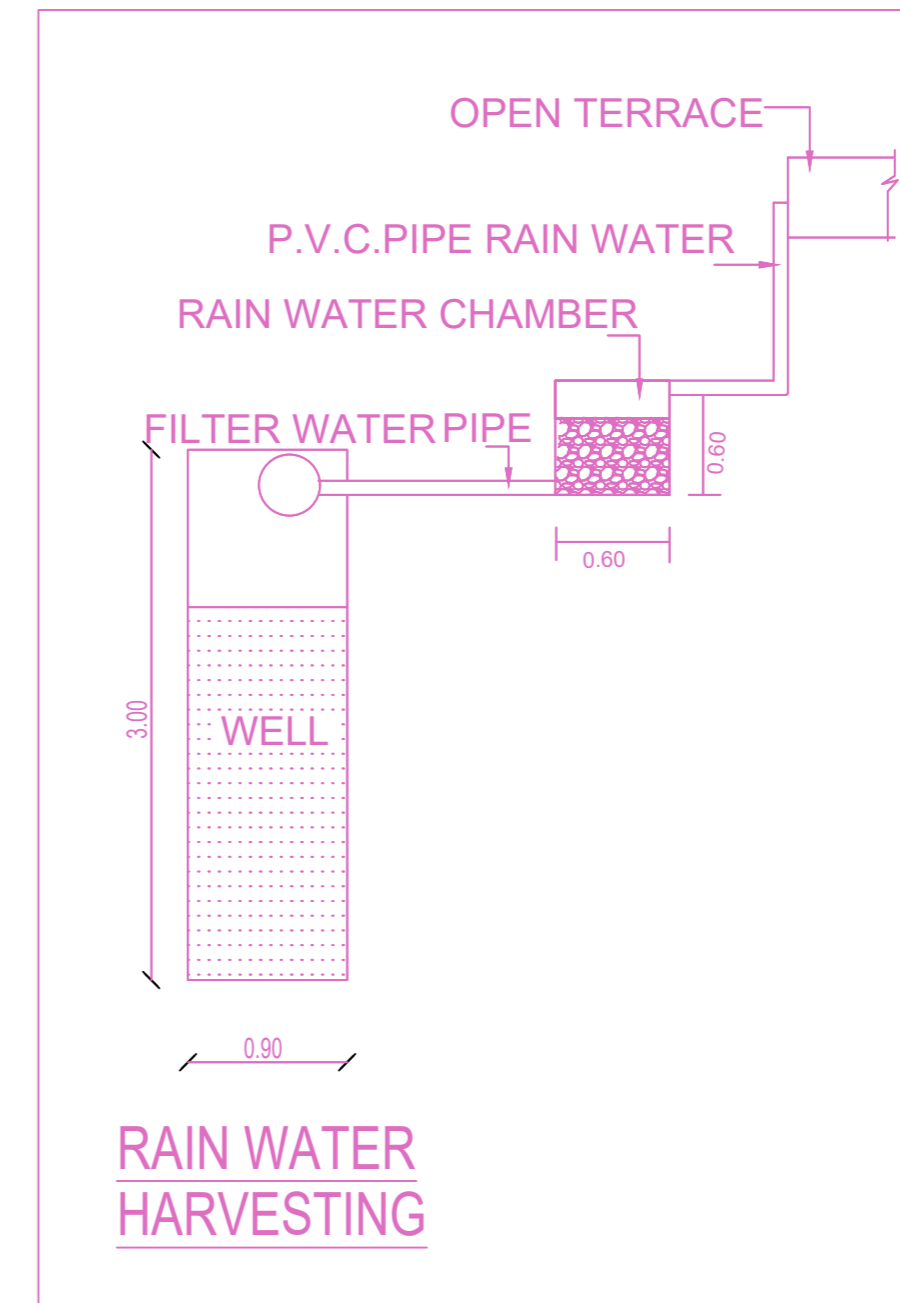 OPEN TERRACE
P.V.C.PIPE RAIN WATER
RAIN WATER CHAMBER
FILTER WATER PIPE
0.60
0.60
3.00
WELL
0.90
RAIN WATER
HARVESTING